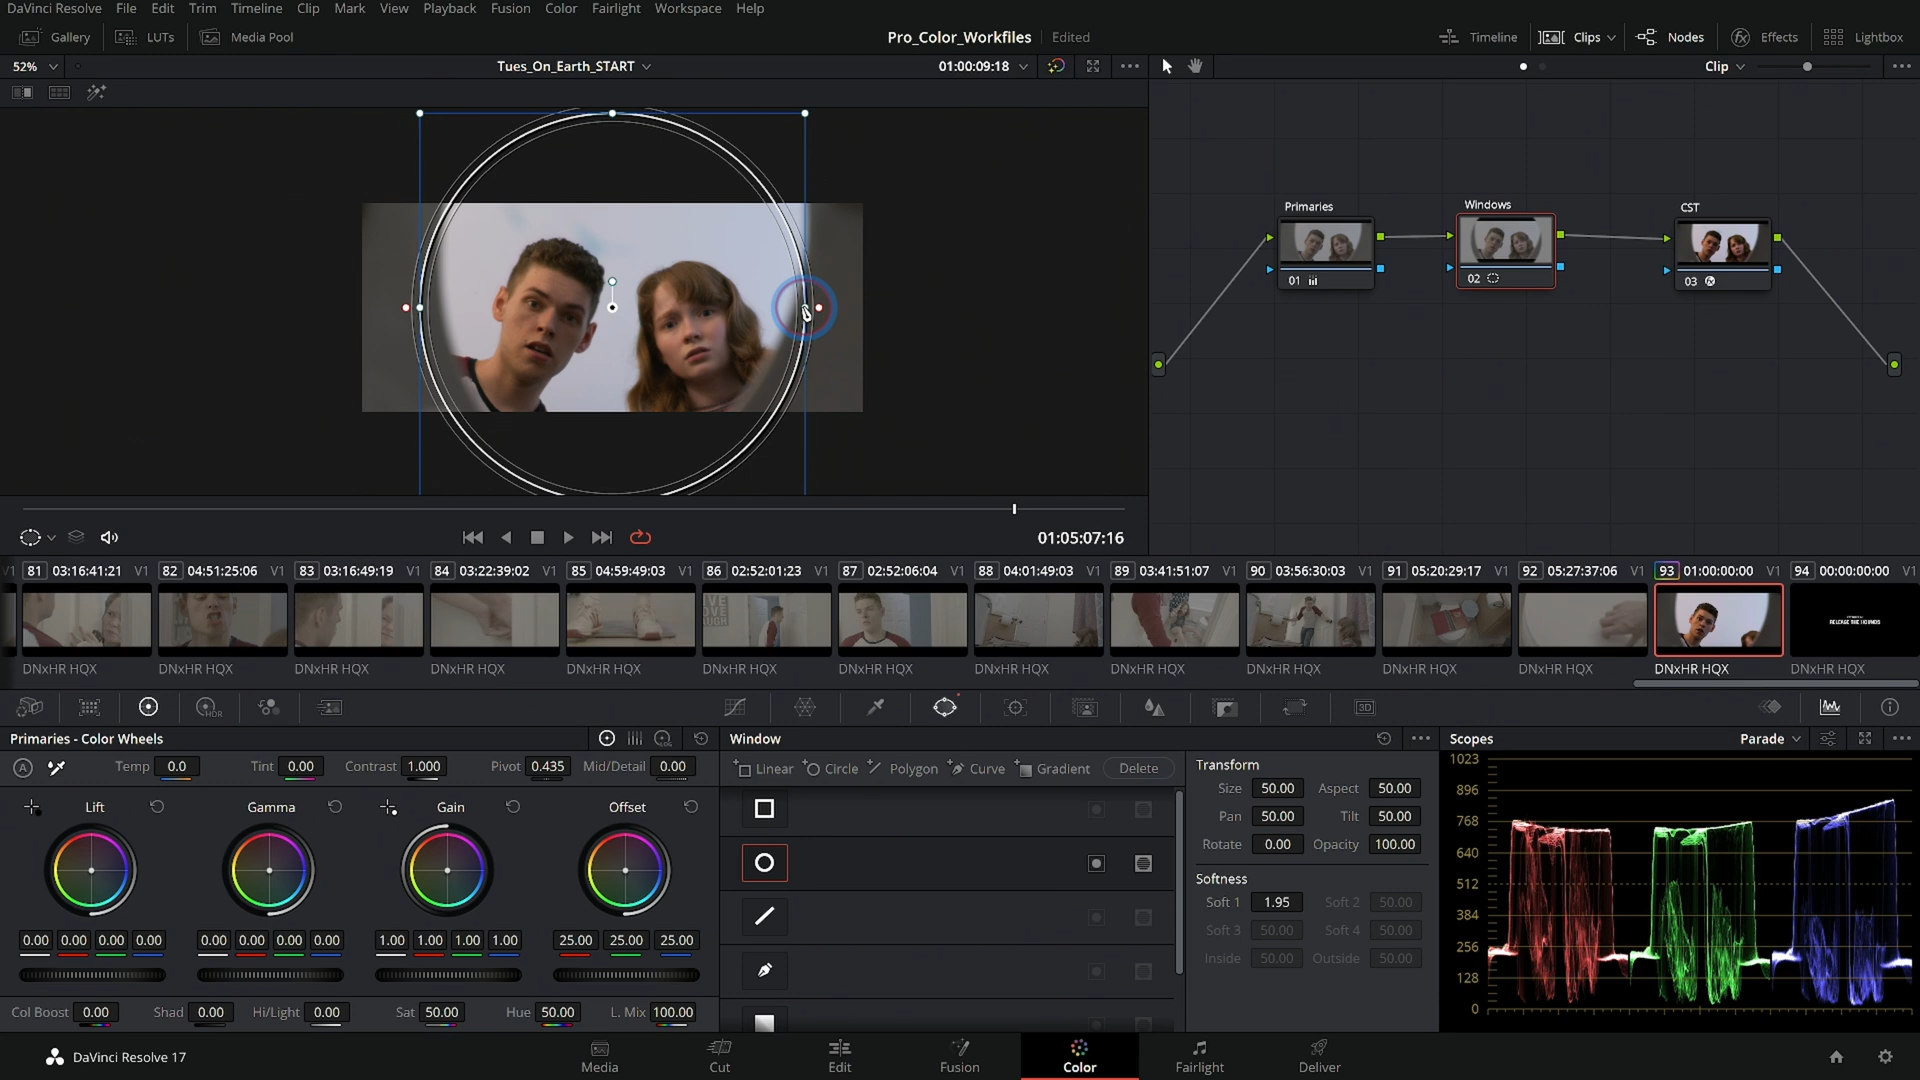 DaVinci Resolve File Edit Trim Timeline Clip Mark View Playback Fusion Color Fairlight Workspace Help
Gallery LUTs Media Pool Pro_Color_Workfiles Edited Timeline Clips Nodes Effects Lightbox
52% Tues_On_Earth_START 01:00:09:18 Clip
Primaries Windows CST
01 02 03
01:05:07:16
V1 81 03:16:41:21 V1 82 04:51:25:06 V1 83 03:16:49:19 V1 84 03:22:39:02 V1 85 04:59:49:03 V1 86 02:52:01:23 V1 87 02:52:06:04 V1 88 04:01:49:03 V1 89 03:41:51:07 V1 90 03:56:30:03 V1 91 05:20:29:17 V1 92 05:27:37:06 V1 93 01:00:00:00 V1 94 00:00:00:00 V1
DNxHR HQX DNxHR HQX DNxHR HQX DNxHR HQX DNxHR HQX DNxHR HQX DNxHR HQX DNxHR HQX DNxHR HQX DNxHR HQX DNxHR HQX DNxHR HQX DNxHR HQX DNxHR HQX
HDR 3D
Primaries - Color Wheels LOG
A Temp 0.0 Tint 0.00 Contrast 1.000 Pivot 0.435 Mid/Detail 0.00
Lift Gamma Gain Offset
0.00 0.00 0.00 0.00 0.00 0.00 0.00 0.00 1.00 1.00 1.00 1.00 25.00 25.00 25.00
Col Boost 0.00 Shad 0.00 Hi/Light 0.00 Sat 50.00 Hue 50.00 L. Mix 100.00
Window
Linear Circle Polygon Curve Gradient Delete
Transform
Size 50.00 Aspect 50.00
Pan 50.00 Tilt 50.00
Rotate 0.00 Opacity 100.00
Softness
Soft 1 1.95 Soft 2 50.00
Soft 3 50.00 Soft 4 50.00
Inside 50.00 Outside 50.00
Scopes Parade
1023
896
768
640
512
384
256
128
0
DaVinci Resolve 17 Media Cut Edit Fusion Color Fairlight Deliver